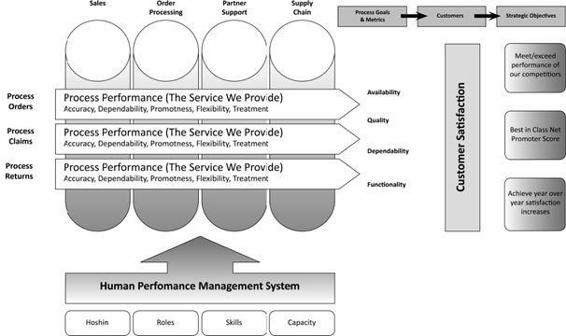 Sales
Order
Processing
Partner
Support
Supply
Chain
Process Goals
& Metrics
Customers
Strategic Objectives
Meet/exceed
performance of
our competitors
Process
Orders
Process Performance (The Service We Provide)
Accuracy, Dependability, Promotness, Flexibility, Treatment
Availability
Quality
Process
Claims
Process Performance (The Service We Provide)
Accuracy, Dependability, Promotness, Flexibility, Treatment
Dependability
Process
Returns
Process Performance (The Service We Provide)
Accuracy, Dependability, Promotness, Flexibility, Treatment
Functionality
Customer Satisfaction
Best in Class Net
Promoter Score
Achieve year over
year satisfaction
increases
Human Perfomance Management System
Hoshin
Roles
Skills
Capacity